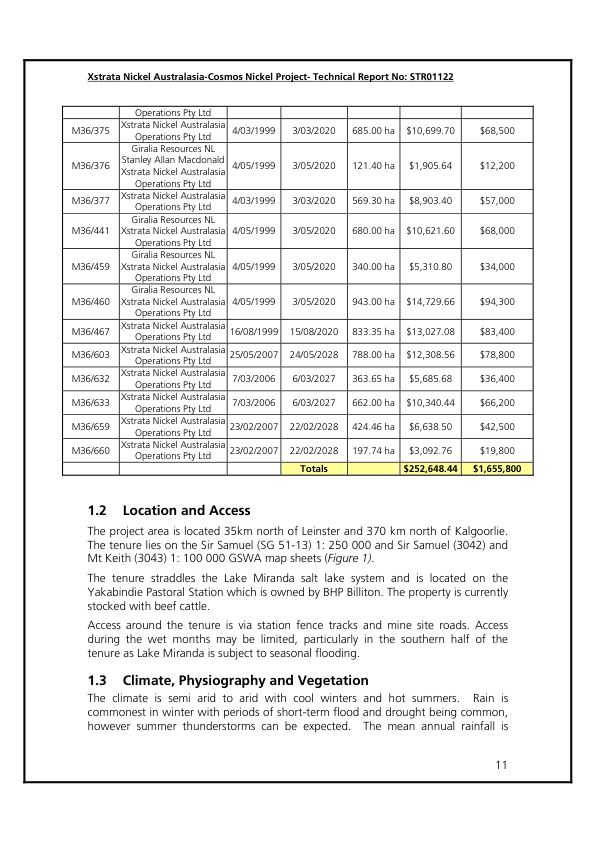 Xstrata Nickel Australasia-Cosmos Nickel Project- Technical Report No: STR01122
Operations Pty Ltd
M36/375 Xstrata Nickel Australasia Operations Pty Ltd 4/03/1999 3/03/2020 685.00 ha $10,699.70 $68,500
M36/376 Giralia Resources NL Stanley Allan Macdonald Xstrata Nickel Australasia Operations Pty Ltd 4/05/1999 3/05/2020 121.40 ha $1,905.64 $12,200
M36/377 Xstrata Nickel Australasia Operations Pty Ltd 4/03/1999 3/03/2020 569.30 ha $8,903.40 $57,000
M36/441 Giralia Resources NL Xstrata Nickel Australasia Operations Pty Ltd 4/05/1999 3/05/2020 680.00 ha $10,621.60 $68,000
M36/459 Giralia Resources NL Xstrata Nickel Australasia Operations Pty Ltd 4/05/1999 3/05/2020 340.00 ha $5,310.80 $34,000
M36/460 Giralia Resources NL Xstrata Nickel Australasia Operations Pty Ltd 4/05/1999 3/05/2020 943.00 ha $14,729.66 $94,300
M36/467 Xstrata Nickel Australasia Operations Pty Ltd 16/08/1999 15/08/2020 833.35 ha $13,027.08 $83,400
M36/603 Xstrata Nickel Australasia Operations Pty Ltd 25/05/2007 24/05/2028 788.00 ha $12,308.56 $78,800
M36/632 Xstrata Nickel Australasia Operations Pty Ltd 7/03/2006 6/03/2027 363.65 ha $5,685.68 $36,400
M36/633 Xstrata Nickel Australasia Operations Pty Ltd 7/03/2006 6/03/2027 662.00 ha $10,340.44 $66,200
M36/659 Xstrata Nickel Australasia Operations Pty Ltd 23/02/2007 22/02/2028 424.46 ha $6,638.50 $42,500
M36/660 Xstrata Nickel Australasia Operations Pty Ltd 23/02/2007 22/02/2028 197.74 ha $3,092.76 $19,800
Totals $252,648.44 $1,655,800
1.2 Location and Access
The project area is located 35km north of Leinster and 370 km north of Kalgoorlie.
The tenure lies on the Sir Samuel (SG 51-13) 1: 250 000 and Sir Samuel (3042) and
Mt Keith (3043) 1: 100 000 GSWA map sheets (Figure 1).
The tenure straddles the Lake Miranda salt lake system and is located on the
Yakabindie Pastoral Station which is owned by BHP Billiton. The property is currently
stocked with beef cattle.
Access around the tenure is via station fence tracks and mine site roads. Access
during the wet months may be limited, particularly in the southern half of the
tenure as Lake Miranda is subject to seasonal flooding.
1.3 Climate, Physiography and Vegetation
The climate is semi arid to arid with cool winters and hot summers. Rain is
commonest in winter with periods of short-term flood and drought being common,
however summer thunderstorms can be expected. The mean annual rainfall is
11